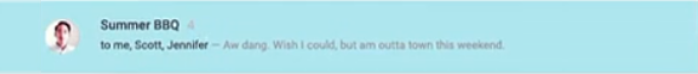 Summer BBQ 4
to me, Scott, Jennifer — Aw dang. Wish I could, but am outta town this weekend.